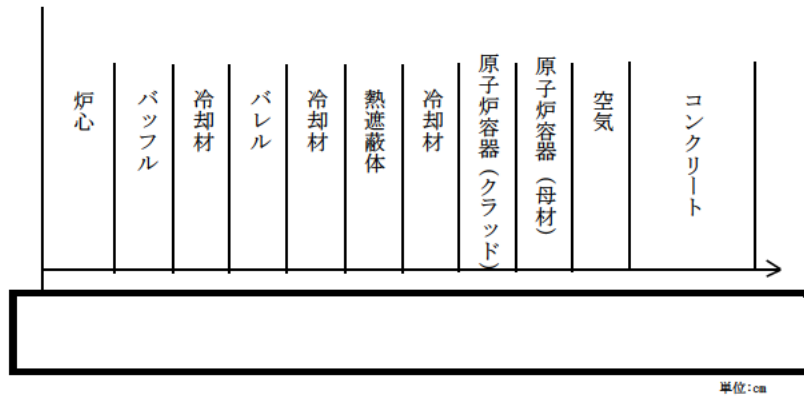 炉心
バッフル
冷却材
バレル
冷却材
熱遮蔽体
冷却材
原子炉容器(クラッド)
原子炉容器(母材)
空気
コンクリート
単位:cm